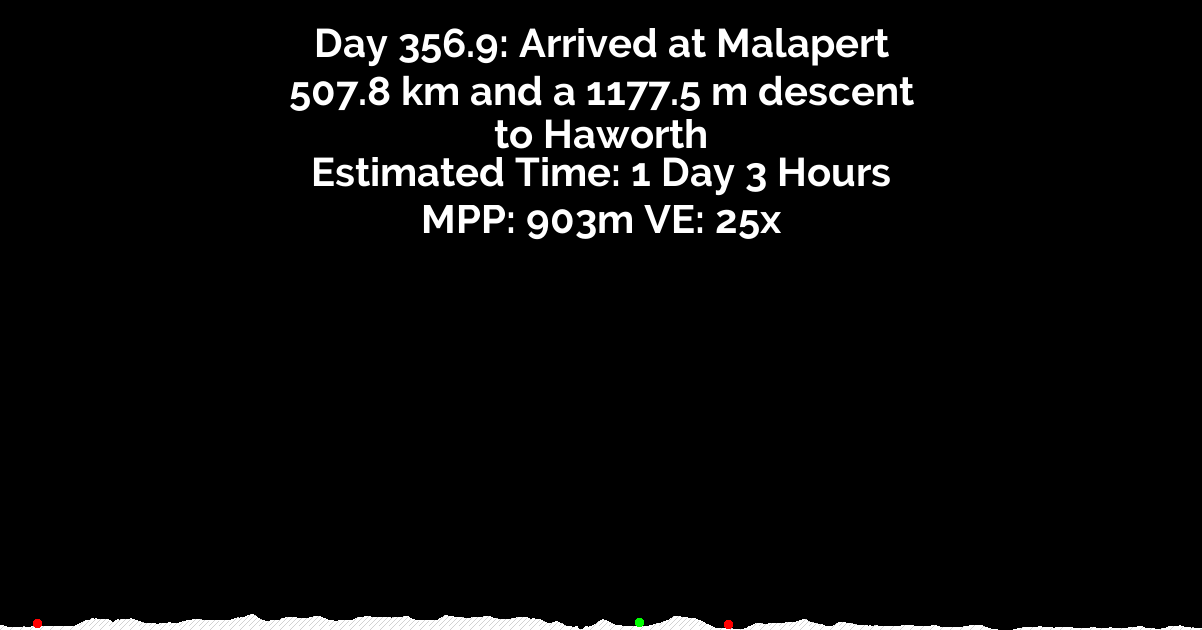 Day 356.9: Arrived at Malapert
507.8 km and a 1177.5 m descent
to Haworth
Estimated Time: 1 Day 3 Hours
MPP: 903m VE: 25x